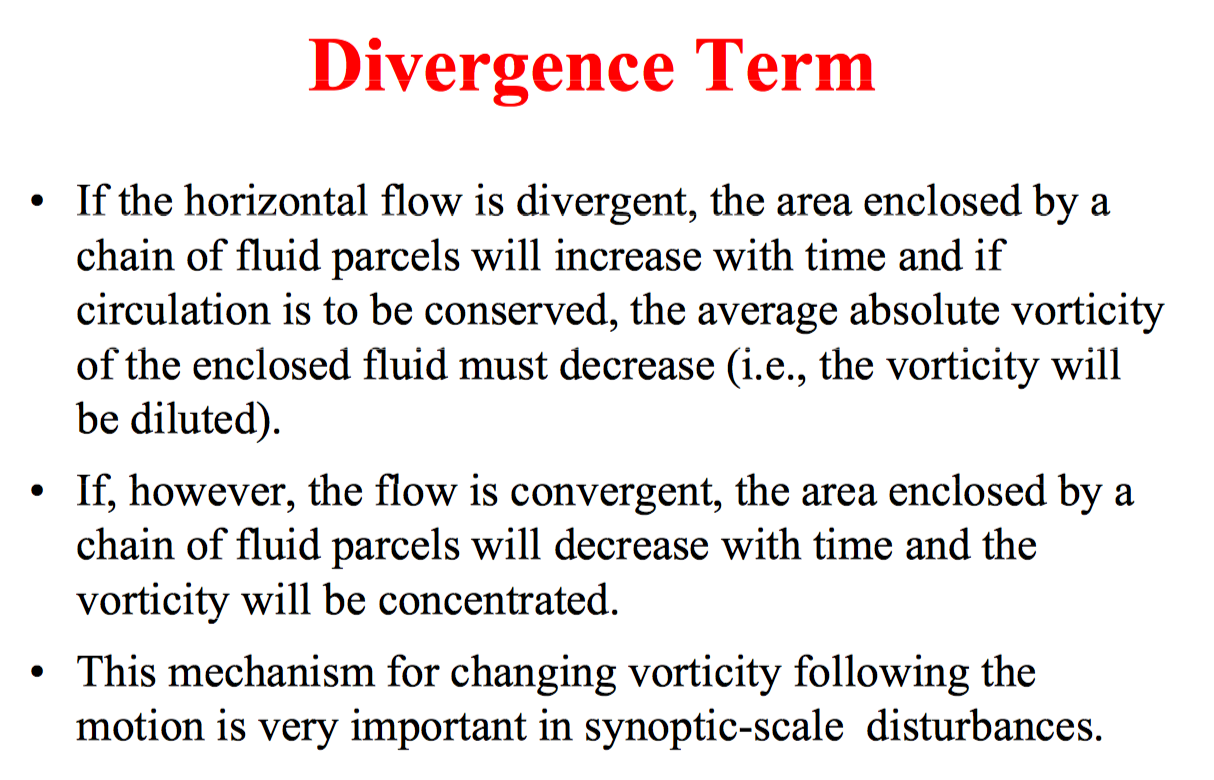 Divergence Term
• If the horizontal flow is divergent, the area enclosed by a
chain of fluid parcels will increase with time and if
circulation is to be conserved, the average absolute vorticity
of the enclosed fluid must decrease (i.e., the vorticity will
be diluted).
• If, however, the flow is convergent, the area enclosed by a
chain of fluid parcels will decrease with time and the
vorticity will be concentrated.
• This mechanism for changing vorticity following the
motion is very important in synoptic-scale  disturbances.